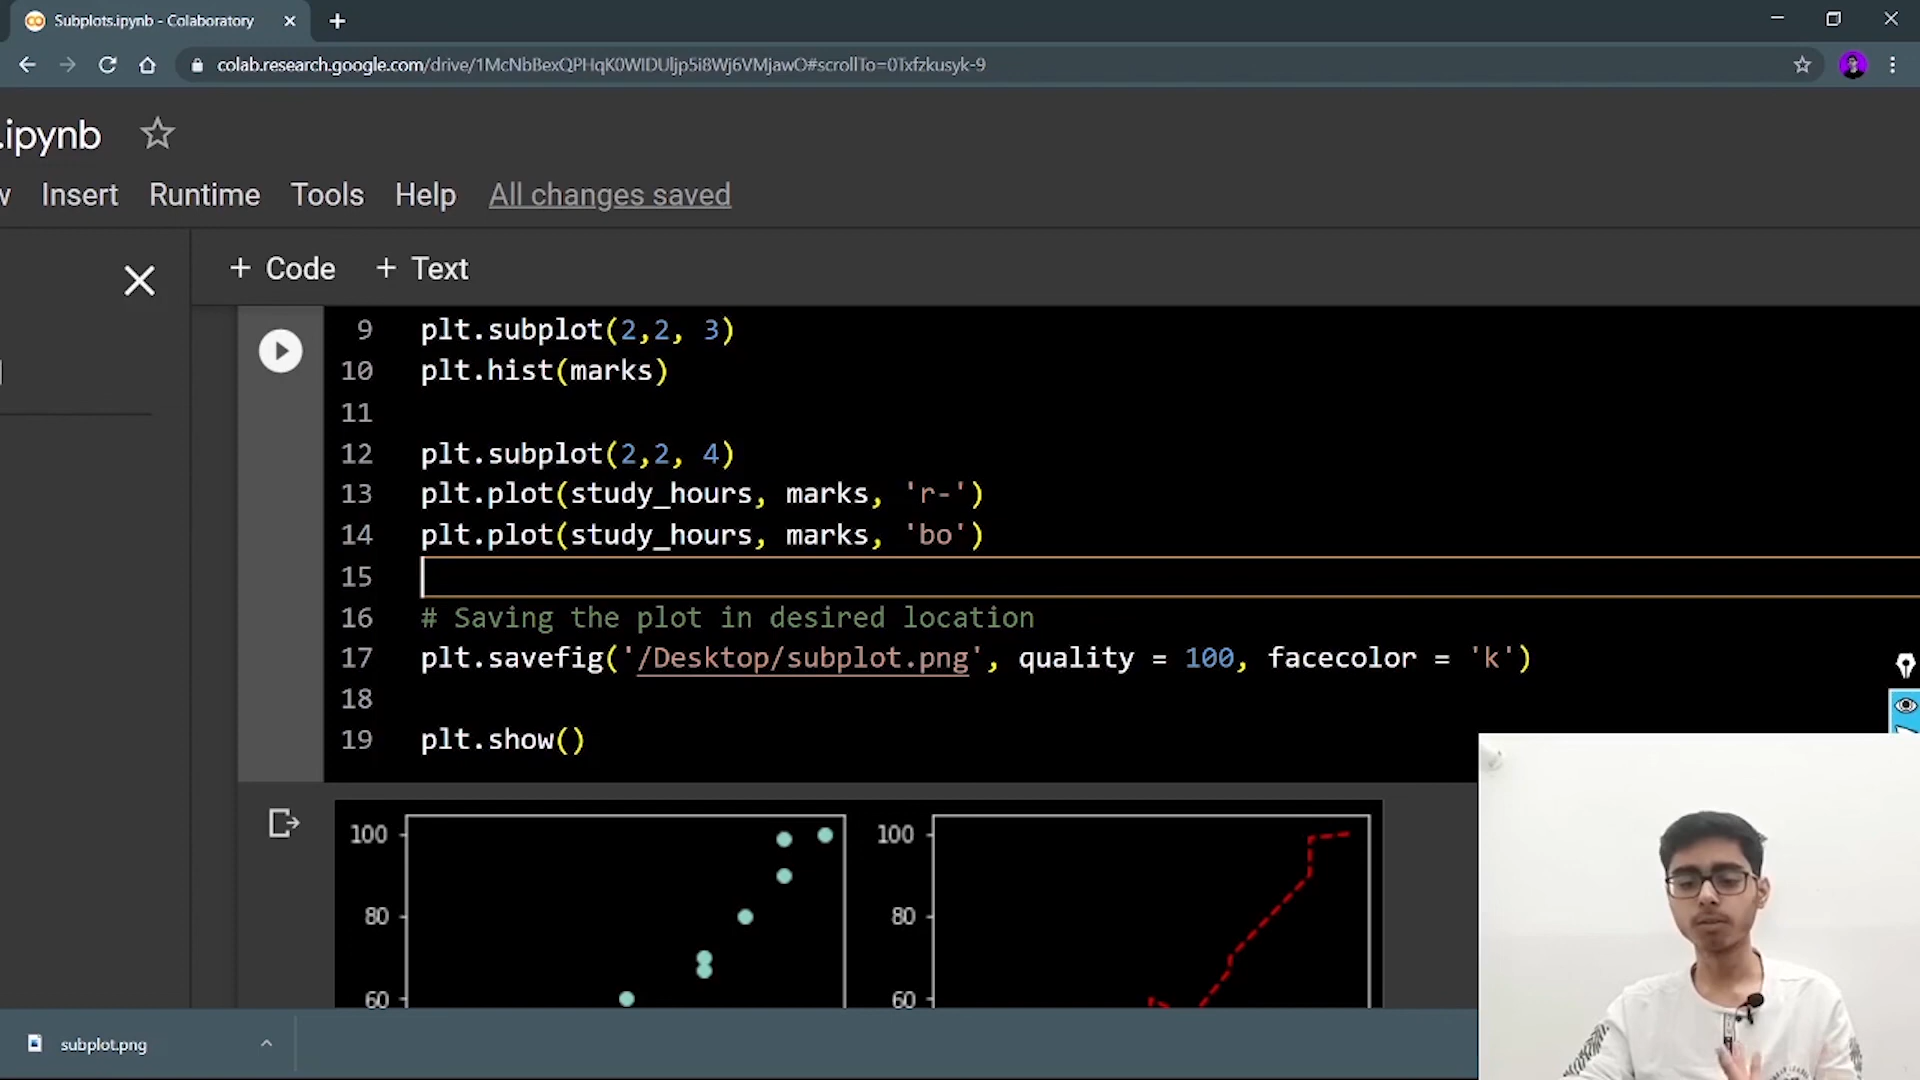 Subplots.ipynb - Colaboratory
colab.research.google.com/drive/1McNbBexQPHqK0WIDUljp5i8Wj6VMjawO#scrollTo=0Txfzkusyk-9
.ipynb
w Insert Runtime Tools Help All changes saved
+ Code + Text
9 plt.subplot(2,2, 3)
10 plt.hist(marks)
11
12 plt.subplot(2,2, 4)
13 plt.plot(study_hours, marks, 'r-')
14 plt.plot(study_hours, marks, 'bo')
15
16 # Saving the plot in desired location
17 plt.savefig('/Desktop/subplot.png', quality = 100, facecolor = 'k')
18
19 plt.show()
100 100
80 80
60 60
subplot.png